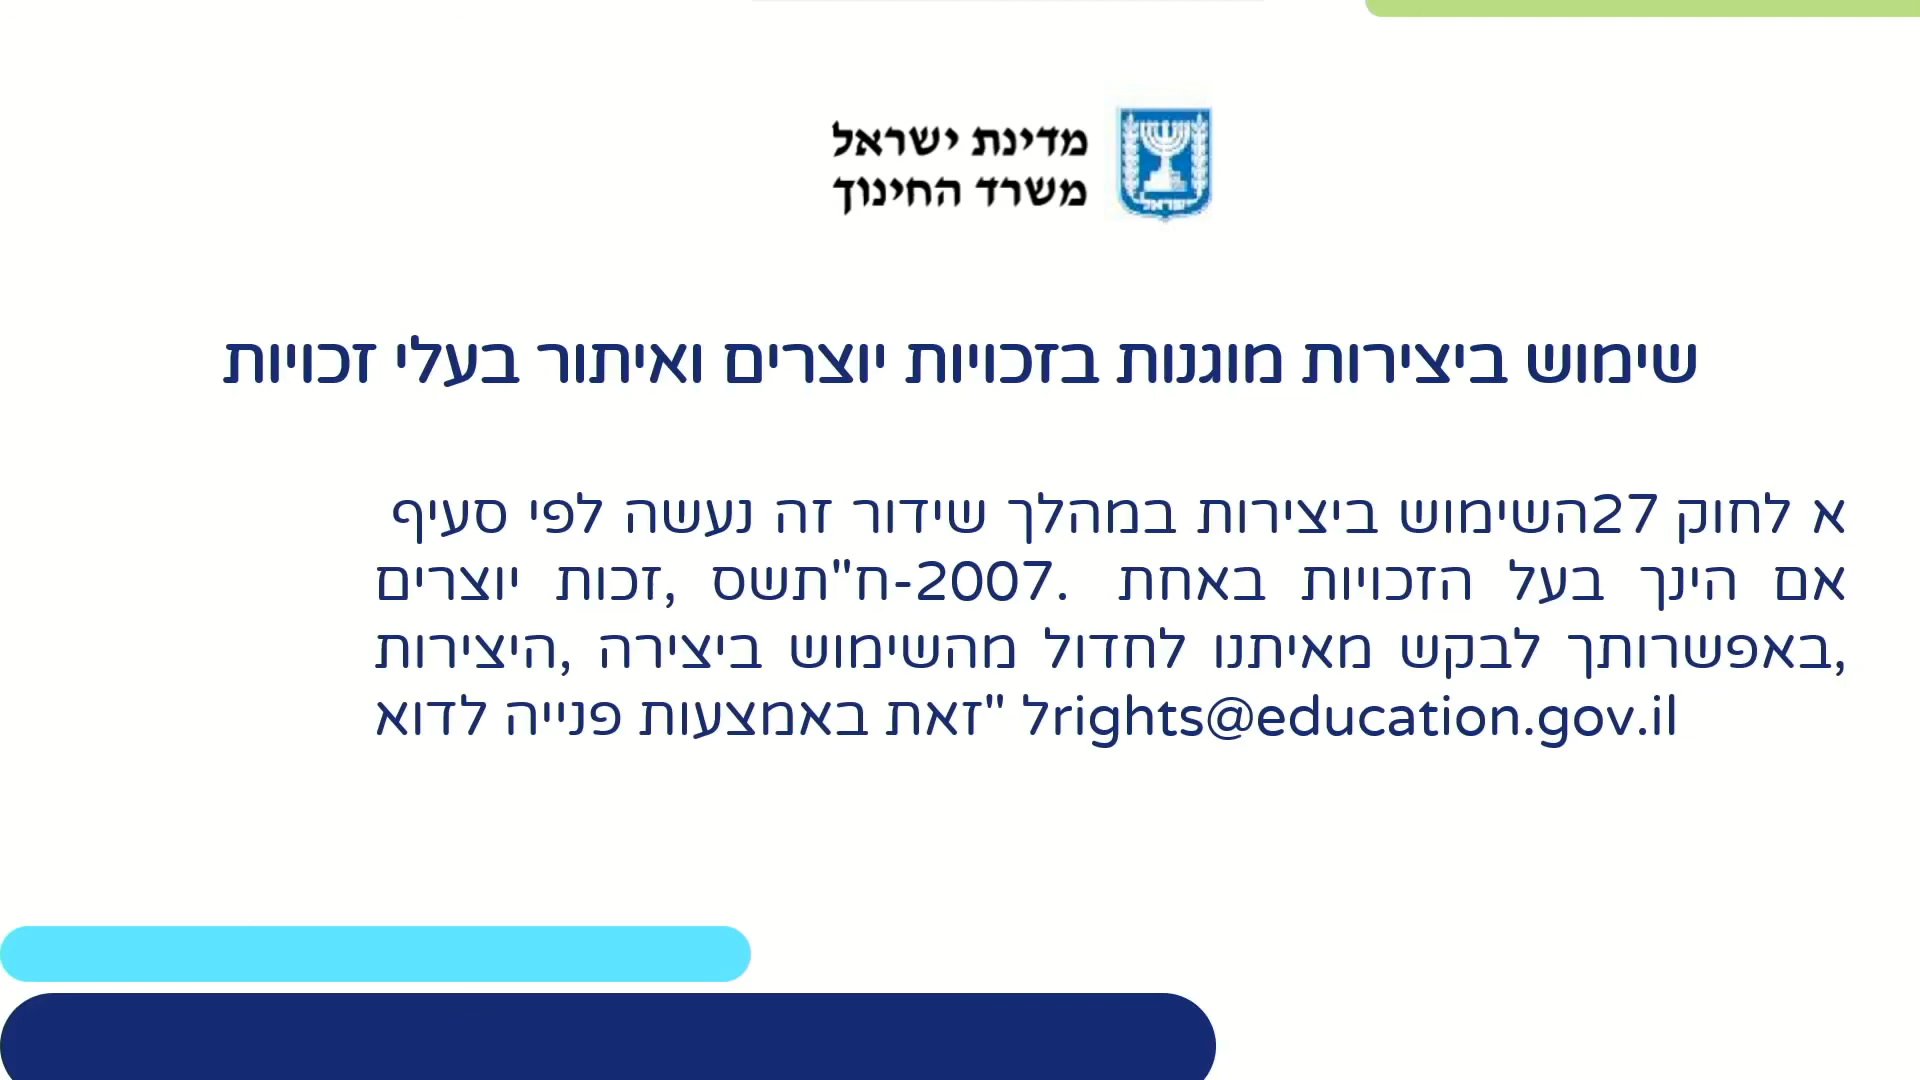 מדינת ישראל
משרד החינוך
ישראל
שימוש ביצירות מוגנות בזכויות יוצרים ואיתור בעלי זכויות
א לחוק 27השימוש ביצירות במהלך שידור זה נעשה לפי סעיף
אם הינך בעל הזכויות באחת .2007-ח"תשס ,זכות יוצרים
,באפשרותך לבקש מאיתנו לחדול מהשימוש ביצירה ,היצירות
rights@education.gov.ilל "זאת באמצעות פנייה לדוא